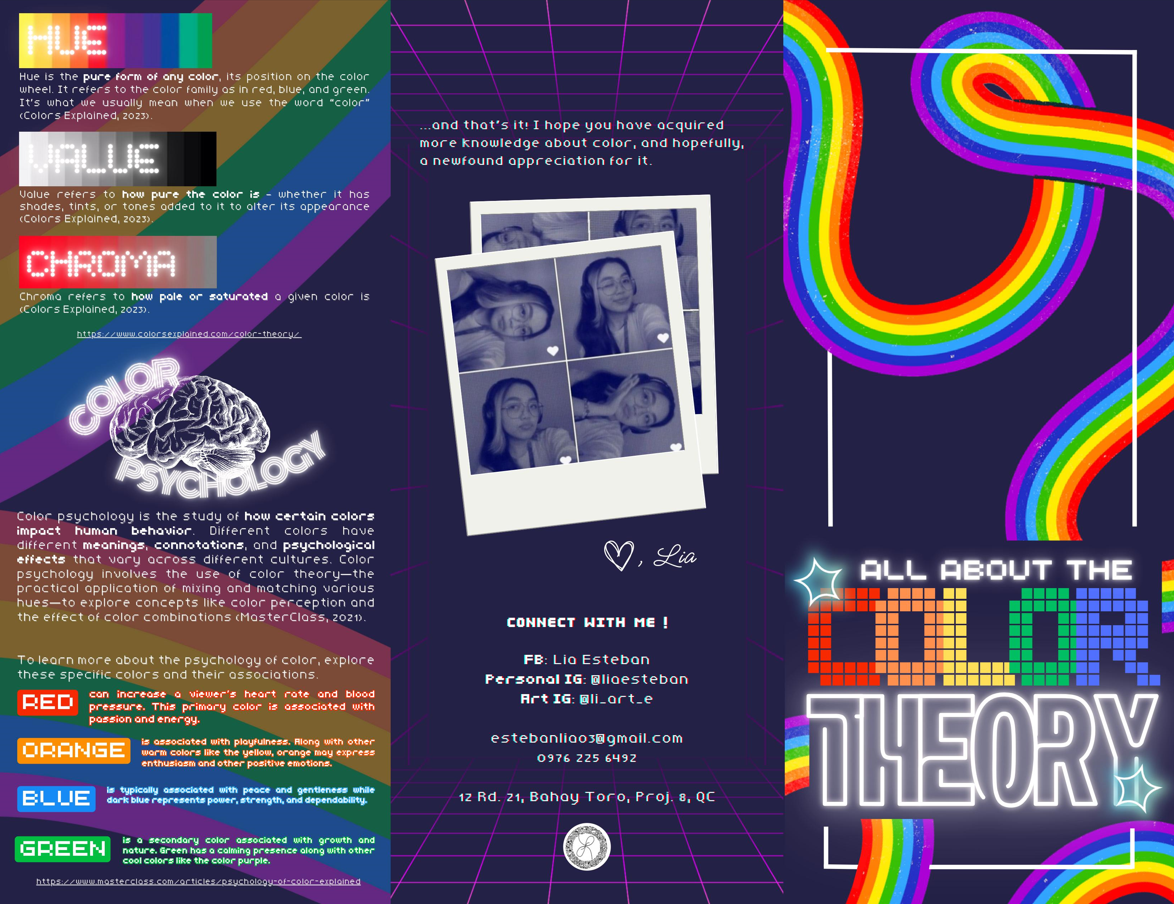 HUE
Hue is the pure form of any color, its position on the color
wheel. It refers to the color family as in red, blue, and green.
It's what we usually mean when we use the word "color"
(Colors Explained, 2023).
VALUE
Value refers to how pure the color is - whether it has
shades, tints, or tones added to it to alter its appearance
(Colors Explained, 2023).
CHROMA
Chroma refers to how pale or saturated a given color is
(Colors Explained, 2023).
https://www.colorsexplained.com/color-theory/
COLOR
PSYCHOLOGY
Color psychology is the study of how certain colors
impact human behavior. Different colors have
different meanings, connotations, and psychological
effects that vary across different cultures. Color
psychology involves the use of color theory—the
practical application of mixing and matching various
hues—to explore concepts like color perception and
the effect of color combinations (MasterClass, 2021).
To learn more about the psychology of color, explore
these specific colors and their associations.
RED
can increase a viewer's heart rate and blood
pressure. This primary color is associated with
passion and energy.
ORANGE
is associated with playfulness. Along with other
warm colors like the yellow, orange may express
enthusiasm and other positive emotions.
BLUE
is typically associated with peace and gentleness while
dark blue represents power, strength, and dependability.
GREEN
is a secondary color associated with growth and
nature. Green has a calming presence along with other
cool colors like the color purple.
https://www.masterclass.com/articles/psychology-of-color-explained
...and that's it! I hope you have acquired
more knowledge about color, and hopefully,
a newfound appreciation for it.
, Lia
CONNECT WITH ME !
FB: Lia Esteban
Personal IG: @liaesteban
Art IG: @li_art_e
estebanlia03@gmail.com
0976 225 6492
12 Rd. 21, Bahay Toro, Proj. 8, QC
ALL ABOUT THE
COLOR
THEORY